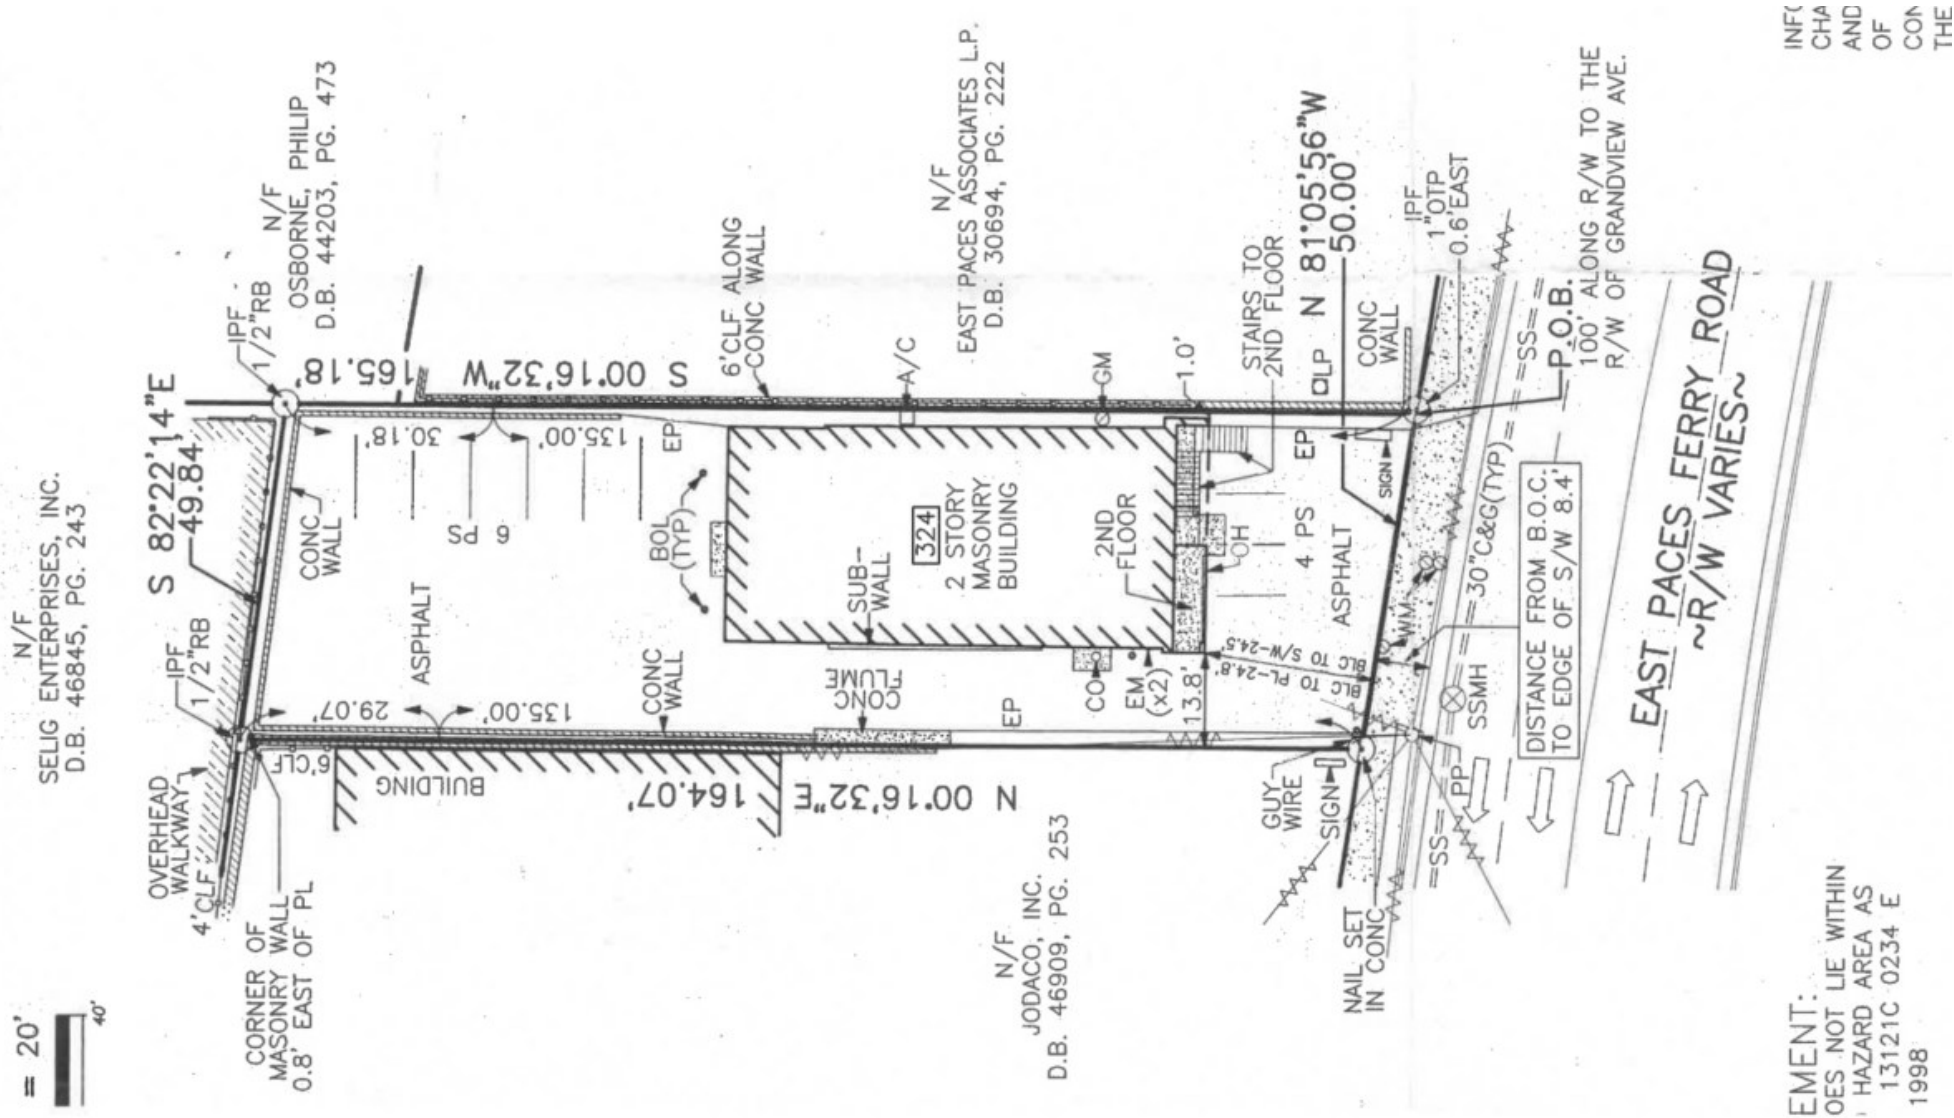 = 20'
40'
N/F
SELIG ENTERPRISES, INC.
D.B. 46845, PG. 243
N/F
OSBORNE, PHILIP
D.B. 44203, PG. 473
S 82°22'14"E
49.84'
IPF
1/2"RB
IPF
1/2"RB
OVERHEAD
WALKWAY
4'CLF
CORNER OF
MASONRY WALL
0.8' EAST OF PL
6'CLF
CONC
WALL
165.18'
S 00°16'32"W
30.18'
135.00'
6 PS
EP
29.07'
135.00'
ASPHALT
BUILDING
164.07'
N 00°16'32"E
CONC
WALL
BOL
(TYP)
6'CLF ALONG
CONC WALL
N/F
EAST PACES ASSOCIATES L.P.
D.B. 30694, PG. 222
A/C
GM
1.0'
SUB-
WALL
324
2 STORY
MASONRY
BUILDING
CONC
FLUME
EP
CO
EM
(x2)
13.8'
2ND
FLOOR
OH
STAIRS TO
2ND FLOOR
LP
EP
4 PS
ASPHALT
BLC TO S/W-24.5'
BLC TO PL-24.8'
N 81°05'56"W
50.00'
CONC
WALL
SIGN
IPF
1"OTP
0.6'EAST
P.O.B.
100' ALONG R/W TO THE
R/W OF GRANDVIEW AVE.
WM
30"C&G(TYP)
SS
SSMH
DISTANCE FROM B.O.C.
TO EDGE OF S/W 8.4'
EAST PACES FERRY ROAD
~R/W VARIES~
GUY
WIRE
SIGN
PP
SS
NAIL SET
IN CONC
N/F
JODACO, INC.
D.B. 46909, PG. 253
AND
OF
CON
THE
EMENT:
OES NOT LIE WITHIN
HAZARD AREA AS
13121C 0234 E
1998